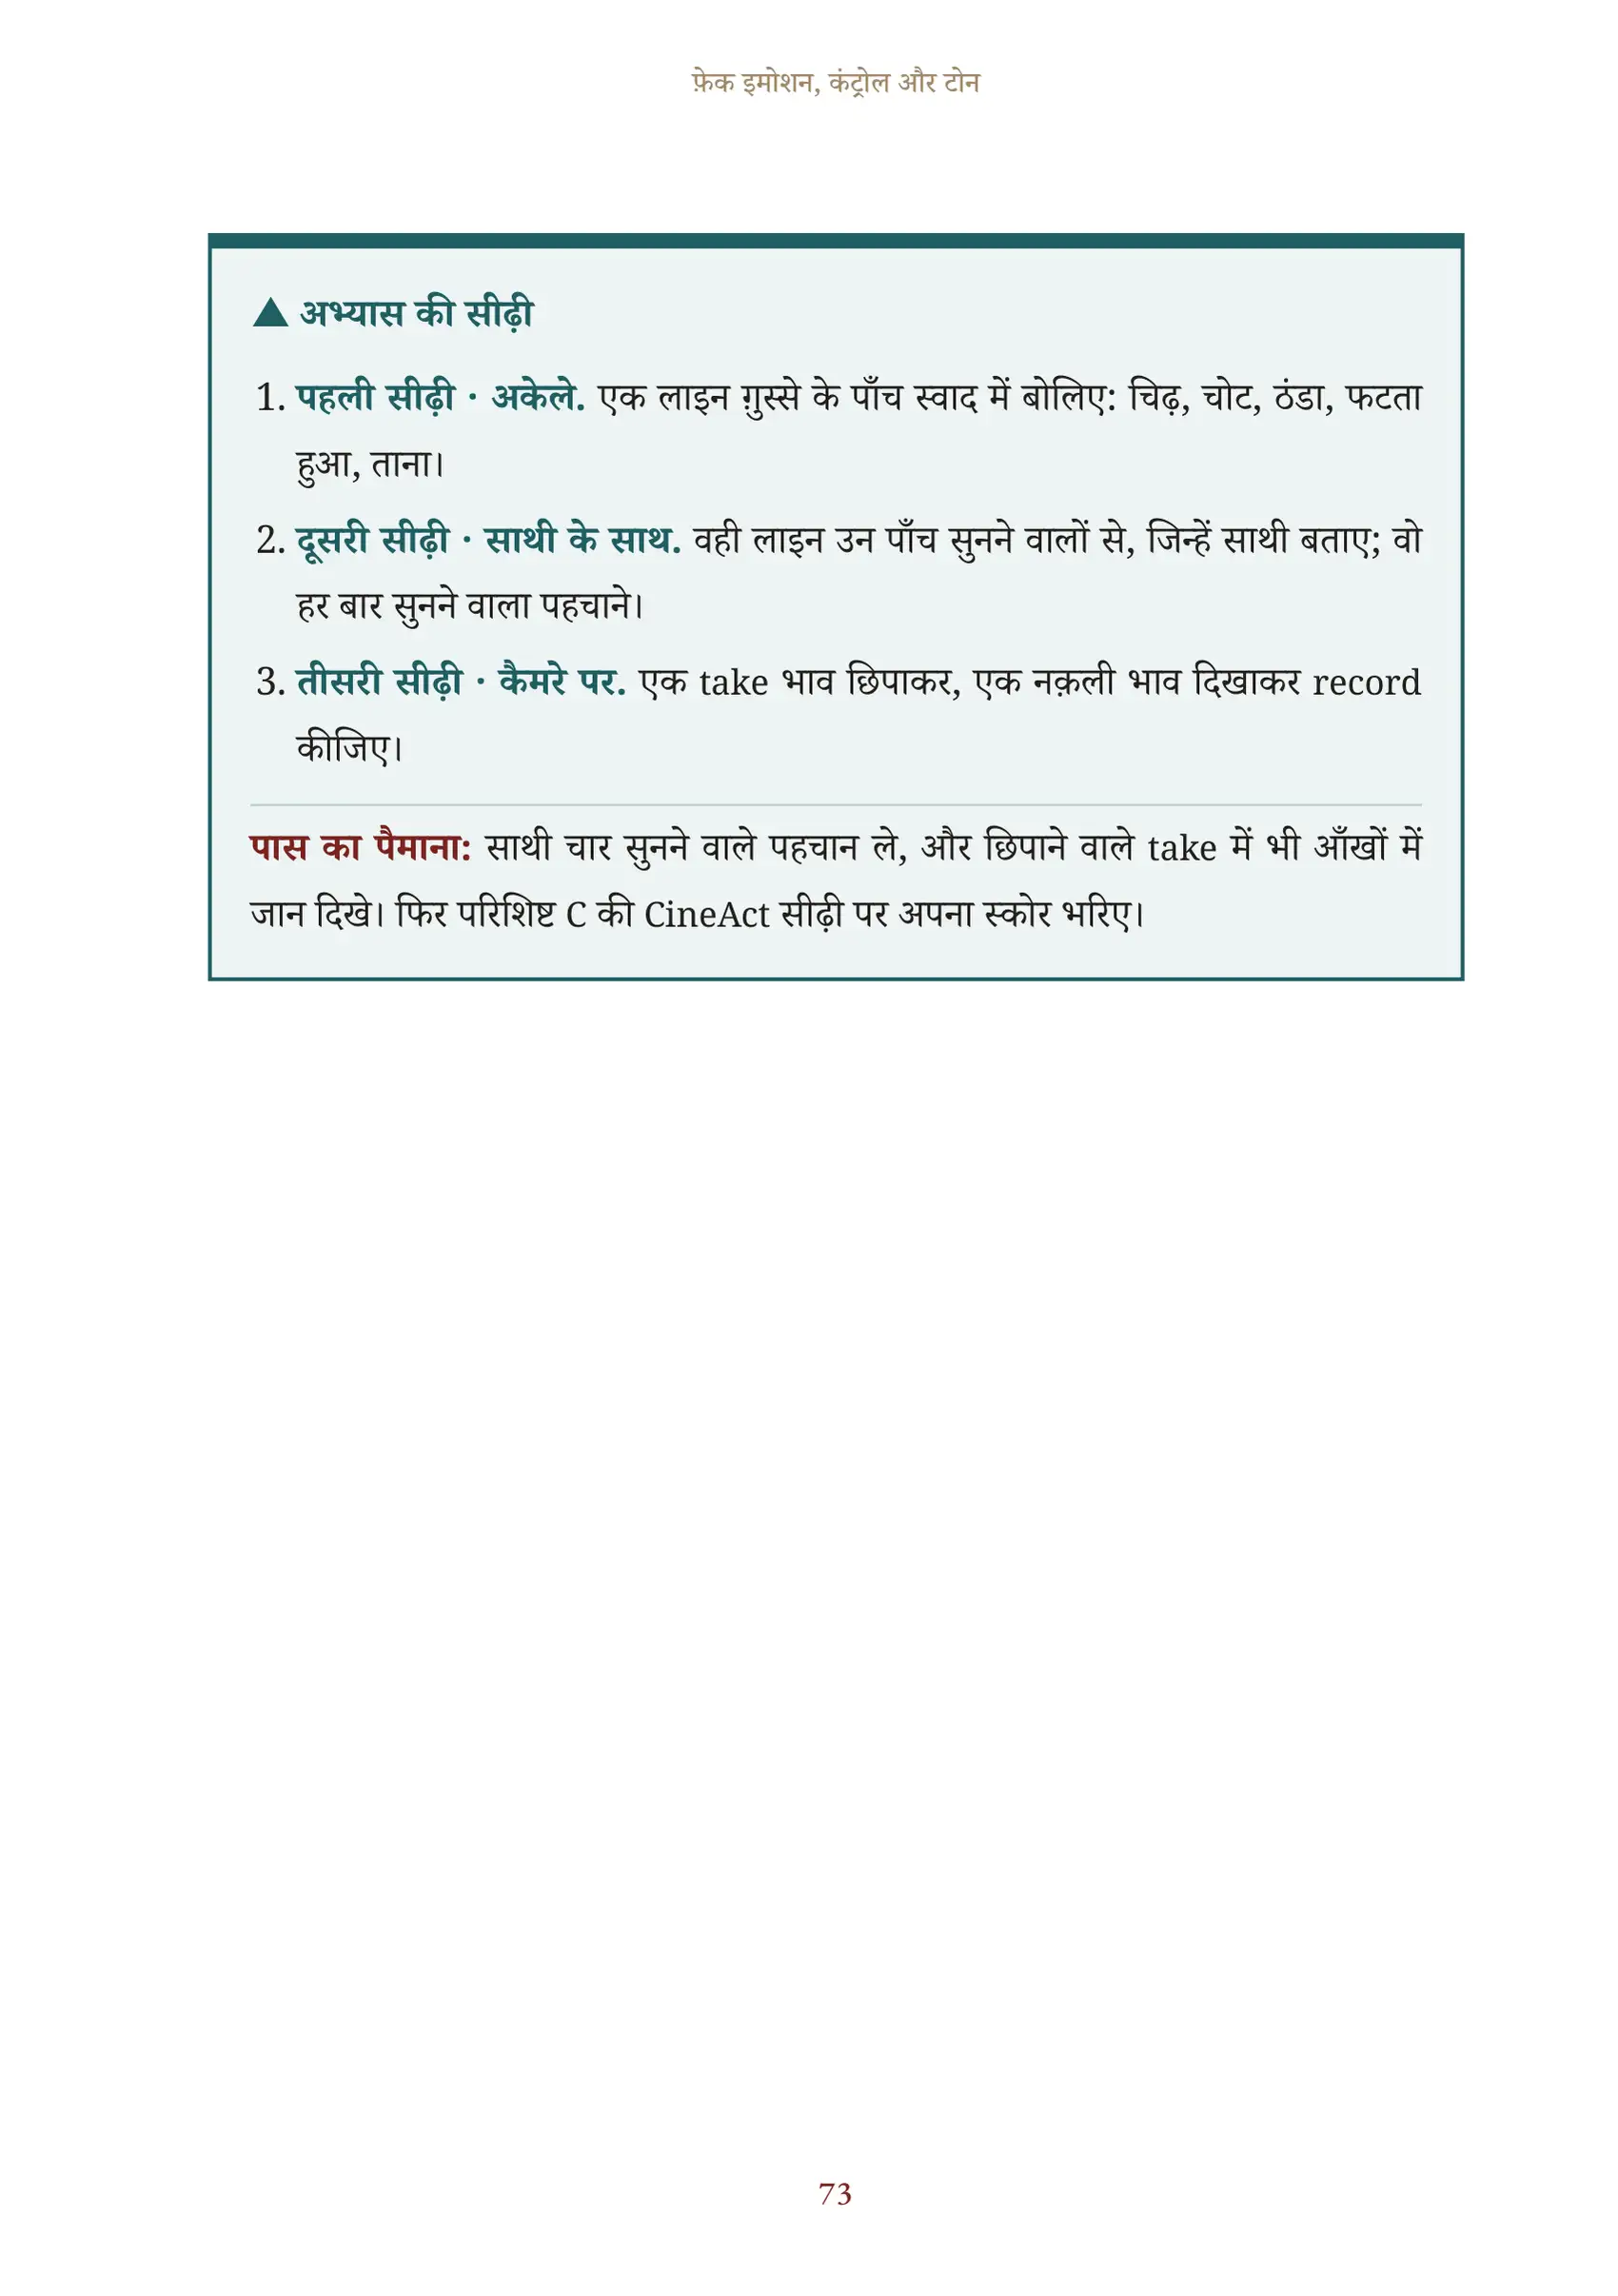 फ़ेक इमोशन, कंट्रोल और टोन
▲ अभ्यास की सीढ़ी
1. पहली सीढ़ी · अकेले. एक लाइन ग़ुस्से के पाँच स्वाद में बोलिए: चिढ़, चोट, ठंडा, फटता
हुआ, ताना।
2. दूसरी सीढ़ी · साथी के साथ. वही लाइन उन पाँच सुनने वालों से, जिन्हें साथी बताए; वो
हर बार सुनने वाला पहचाने।
3. तीसरी सीढ़ी · कैमरे पर. एक take भाव छिपाकर, एक नक़ली भाव दिखाकर record
कीजिए।
पास का पैमाना: साथी चार सुनने वाले पहचान ले, और छिपाने वाले take में भी आँखों में
जान दिखे। फिर परिशिष्ट C की CineAct सीढ़ी पर अपना स्कोर भरिए।
73